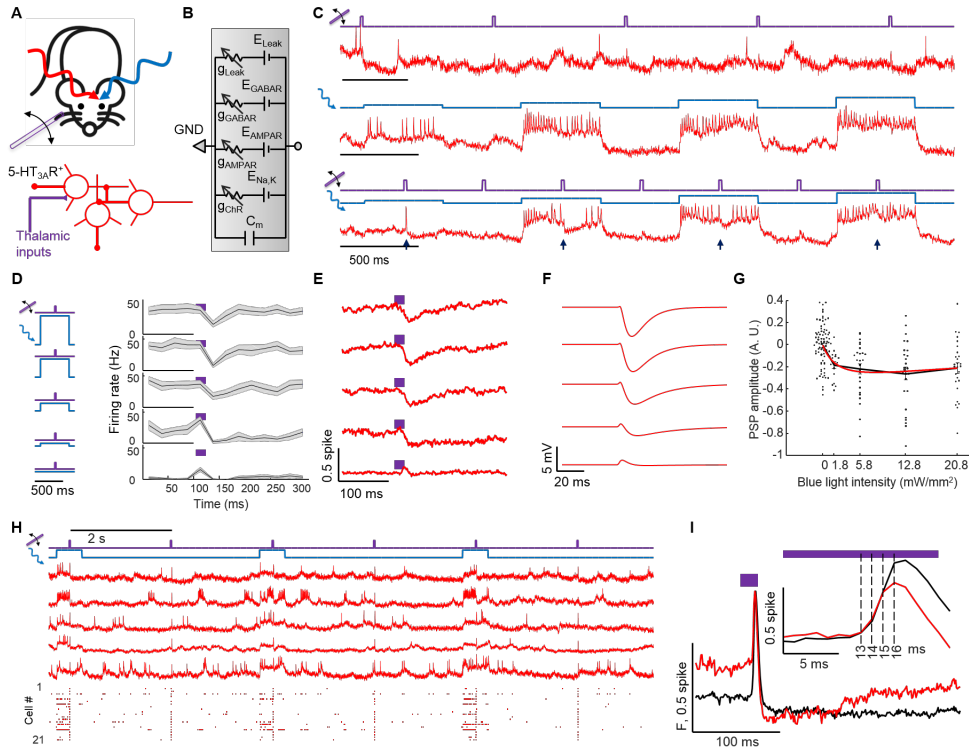 A
5-HT3AR+
Thalamic
inputs
B
ELeak
gLeak
EGABAR
gGABAR
GND
EAMPAR
gAMPAR
ENa,K
gChR
Cm
C
500 ms
D
500 ms
Firing rate (Hz)
50
0
50
0
50
0
50
0
50
0
50 100 150 200 250 300
Time (ms)
E
0.5 spike
100 ms
F
5 mV
20 ms
G
PSP amplitude (A. U.)
0.4
0.2
0
-0.2
-0.4
-0.6
-0.8
-1
0 1.8 5.8 12.8 20.8
Blue light intensity (mW/mm²)
H
2 s
Cell #
1
21
I
0.5 spike
5 ms
13
14
15
16
ms
F, 0.5 spike
100 ms